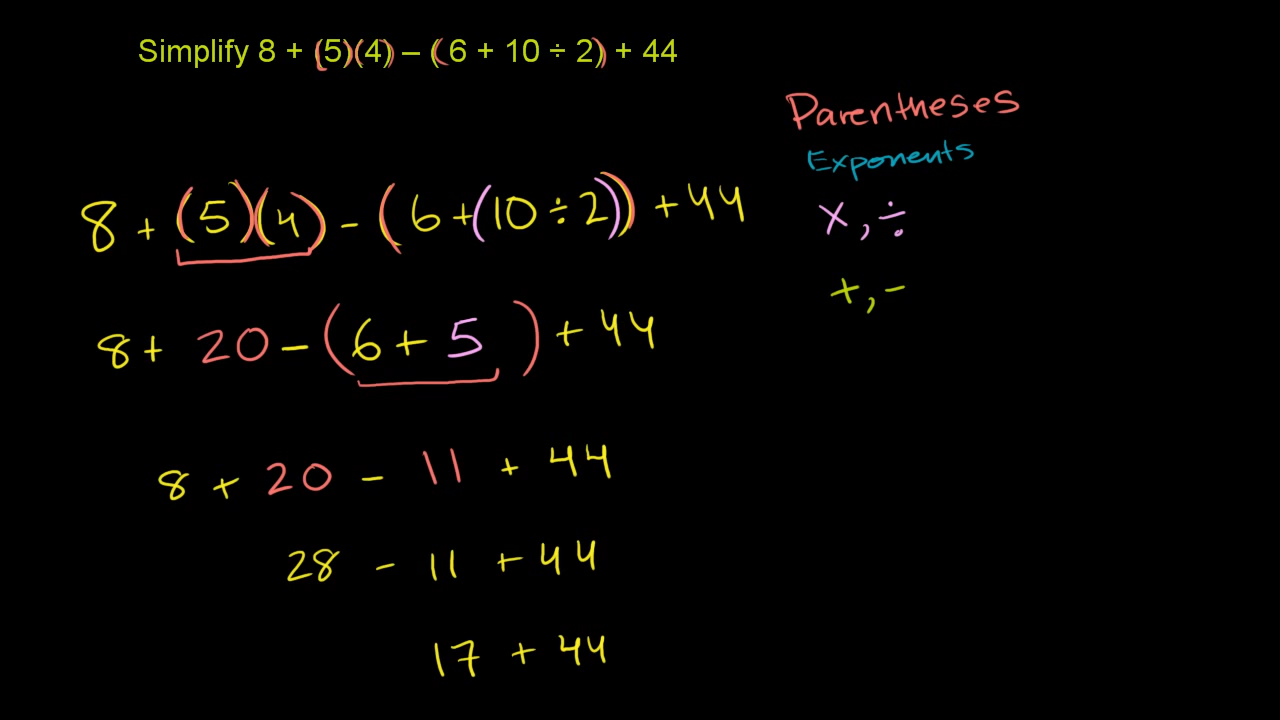 Simplify 8 + (5)(4) – (6 + 10 ÷ 2) + 44
Parentheses
Exponents
8 + (5)(4) - (6 + (10 ÷ 2)) + 44
x, ÷
+, -
8 + 20 - (6 + 5) + 44
8 + 20 - 11 + 44
28 - 11 + 44
17 + 44